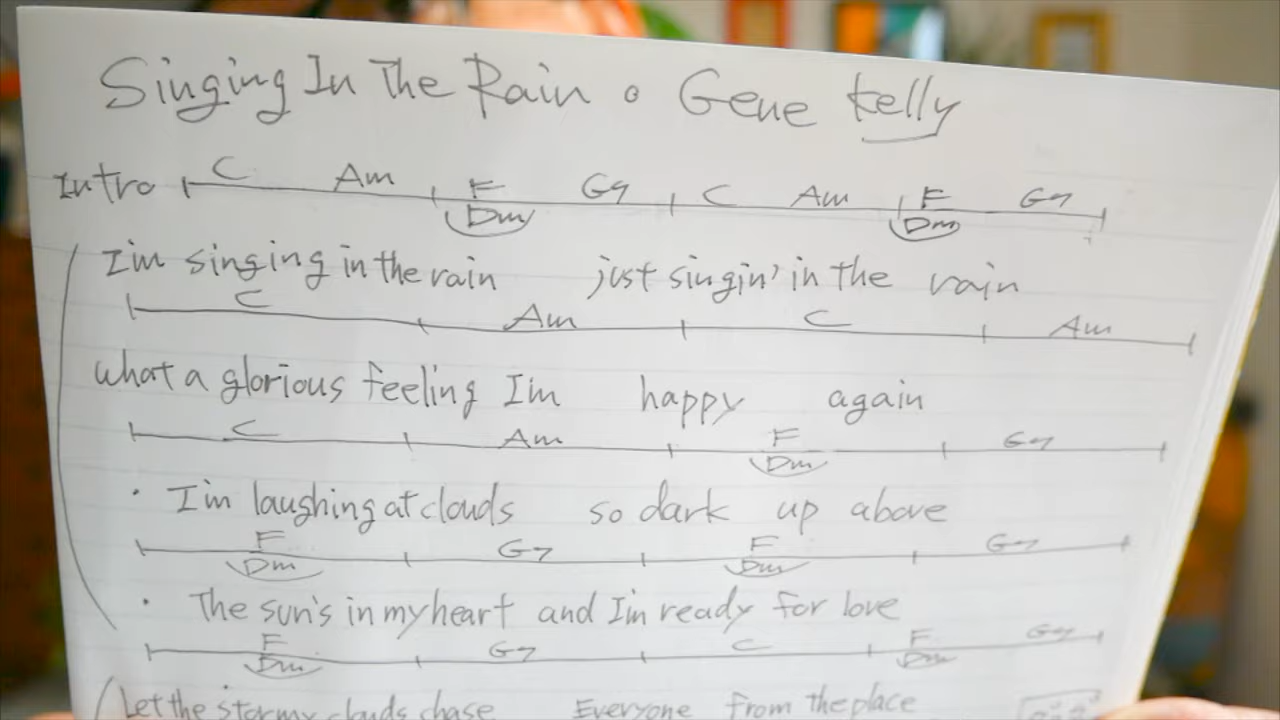 Singing In The Rain o Gene Kelly
Intro C Am F G7 C Am F G7
Dm Dm
I'm singing in the rain just singin' in the rain
C Am C Am
what a glorious feeling I'm happy again
C Am F G7
Dm
I'm laughing at clouds so dark up above
F G7 F G7
Dm Dm
The sun's in my heart and I'm ready for love
F G7 C F G7
Dm Dm
Let the stormy clouds chase Everyone from the place